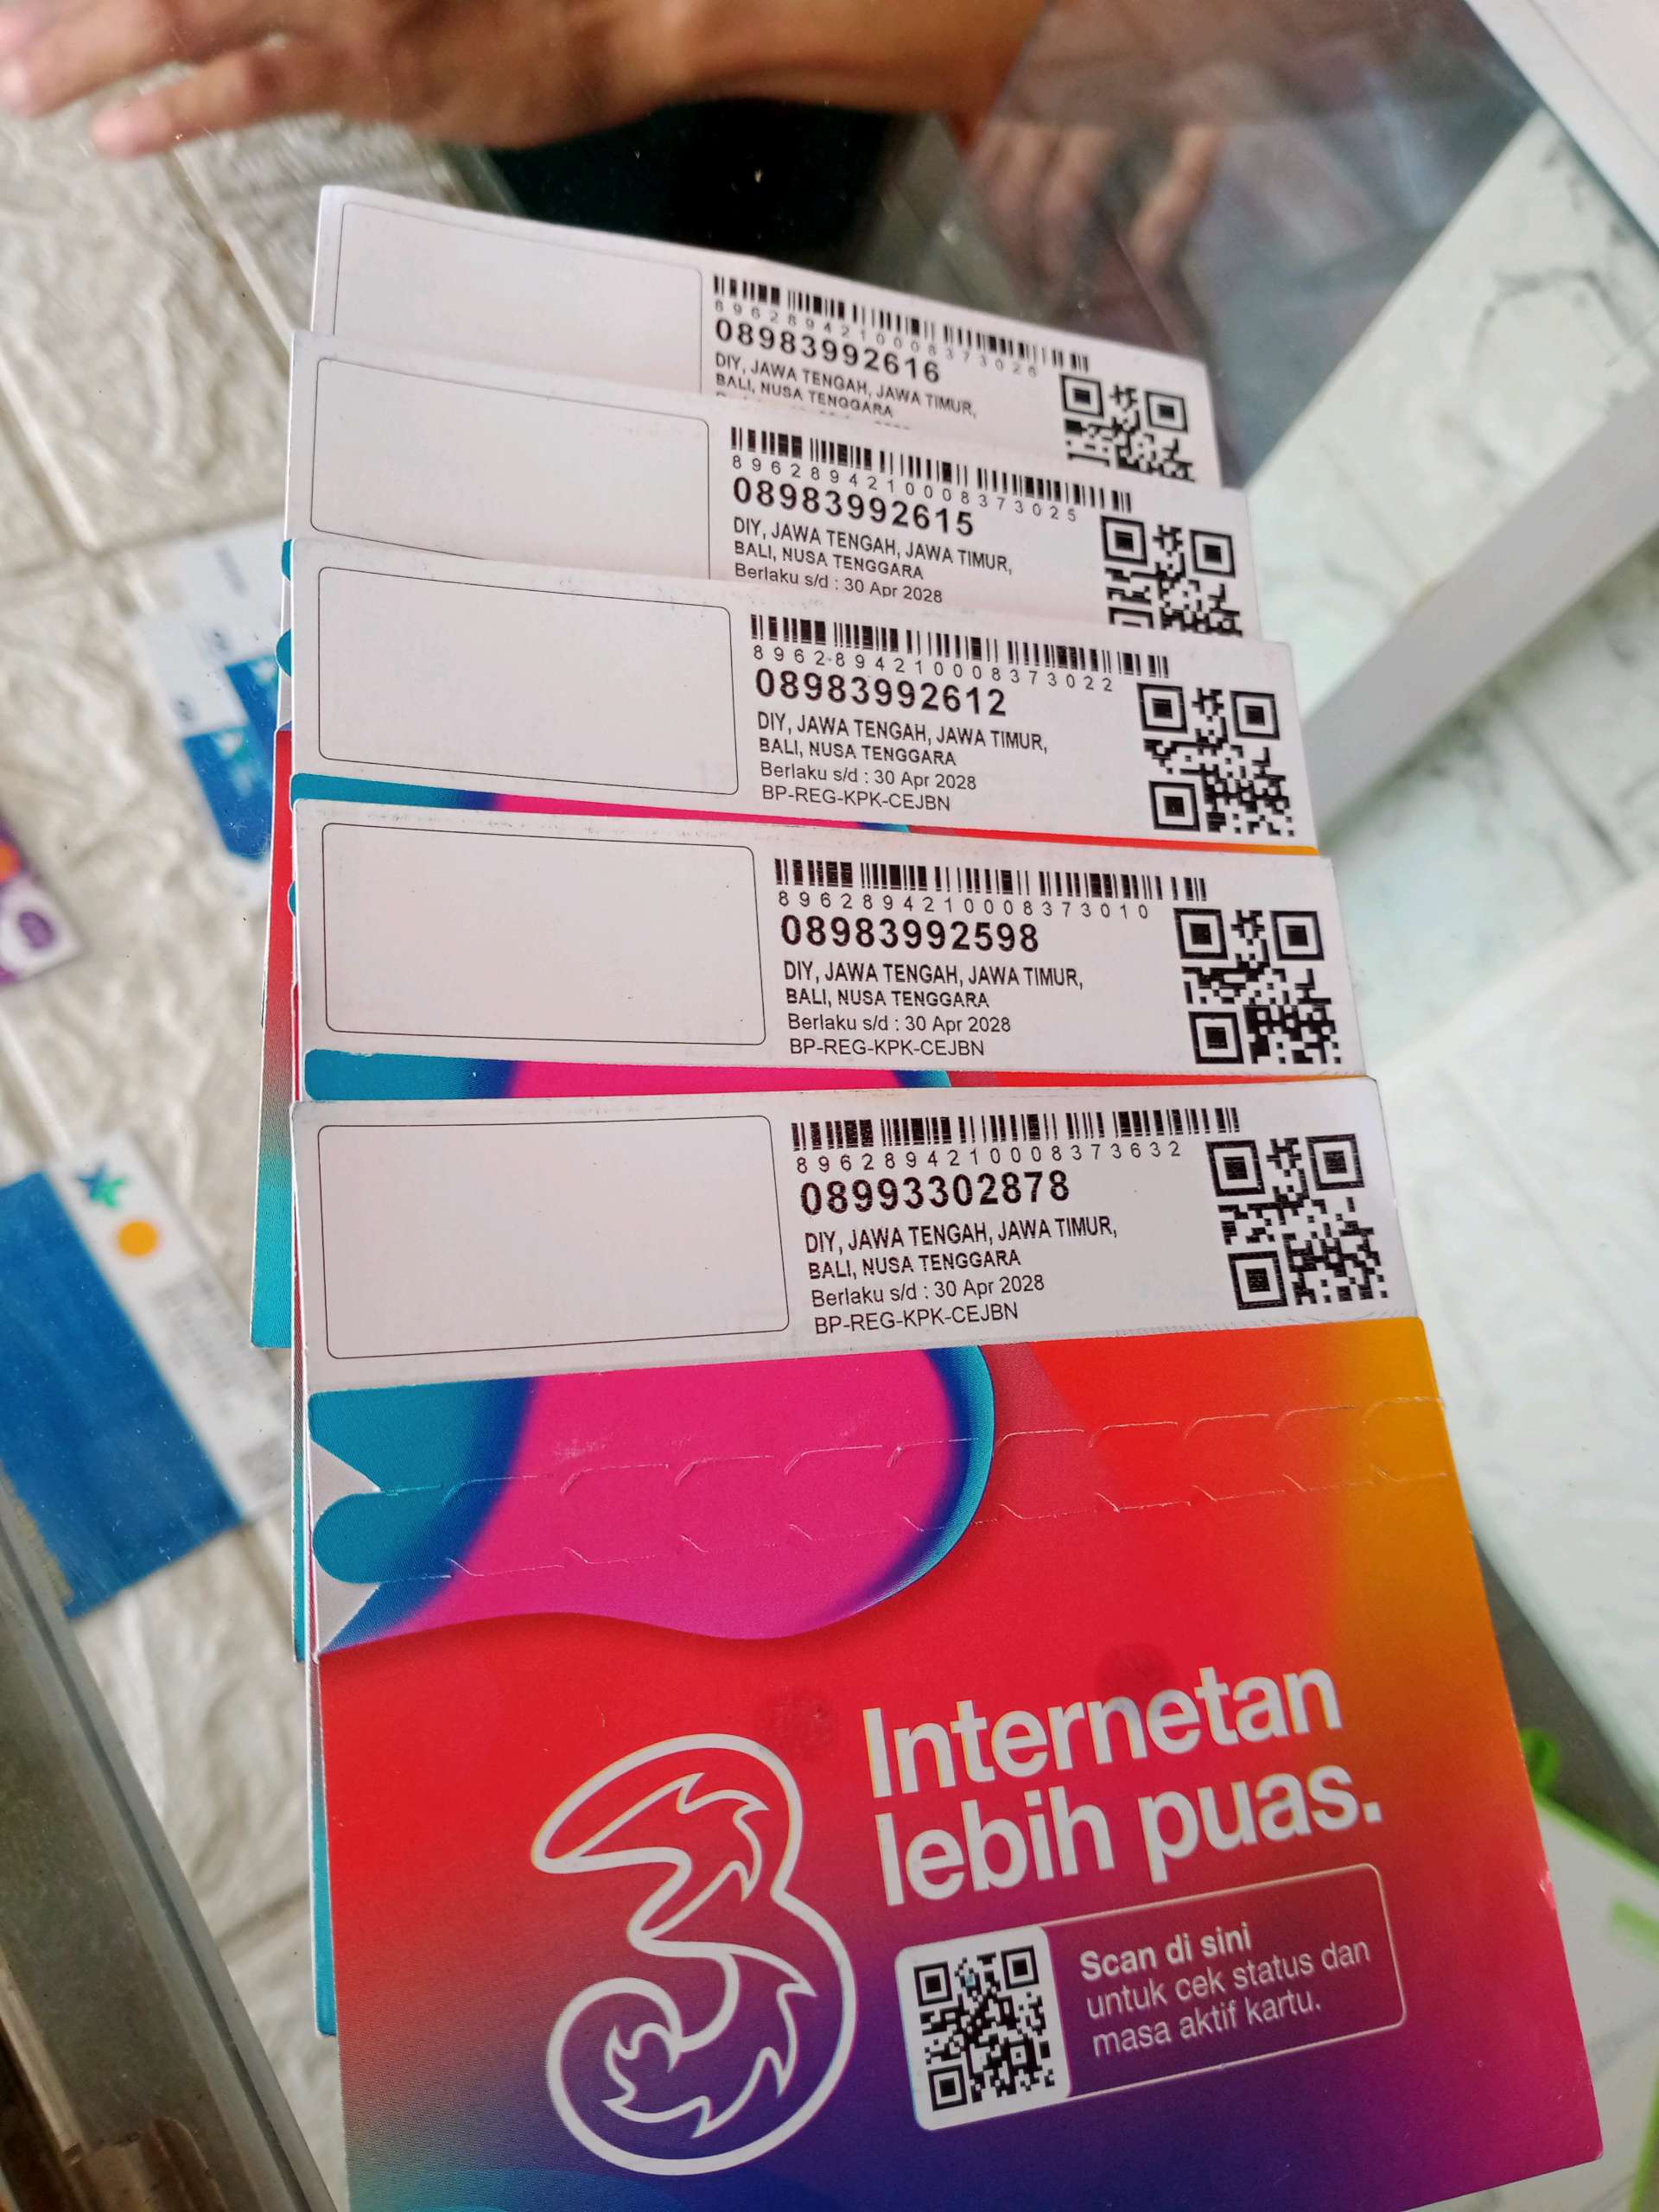 8962894210008373026
08983992616
DIY, JAWA TENGAH, JAWA TIMUR,
BALI, NUSA TENGGARA
8962894210008373025
08983992615
DIY, JAWA TENGAH, JAWA TIMUR,
BALI, NUSA TENGGARA
Berlaku s/d : 30 Apr 2028
8962894210008373022
08983992612
DIY, JAWA TENGAH, JAWA TIMUR,
BALI, NUSA TENGGARA
Berlaku s/d : 30 Apr 2028
BP-REG-KPK-CEJBN
8962894210008373010
08983992598
DIY, JAWA TENGAH, JAWA TIMUR,
BALI, NUSA TENGGARA
Berlaku s/d : 30 Apr 2028
BP-REG-KPK-CEJBN
8962894210008373632
08993302878
DIY, JAWA TENGAH, JAWA TIMUR,
BALI, NUSA TENGGARA
Berlaku s/d : 30 Apr 2028
BP-REG-KPK-CEJBN
3
Internetan
lebih puas.
Scan di sini
untuk cek status dan
masa aktif kartu.